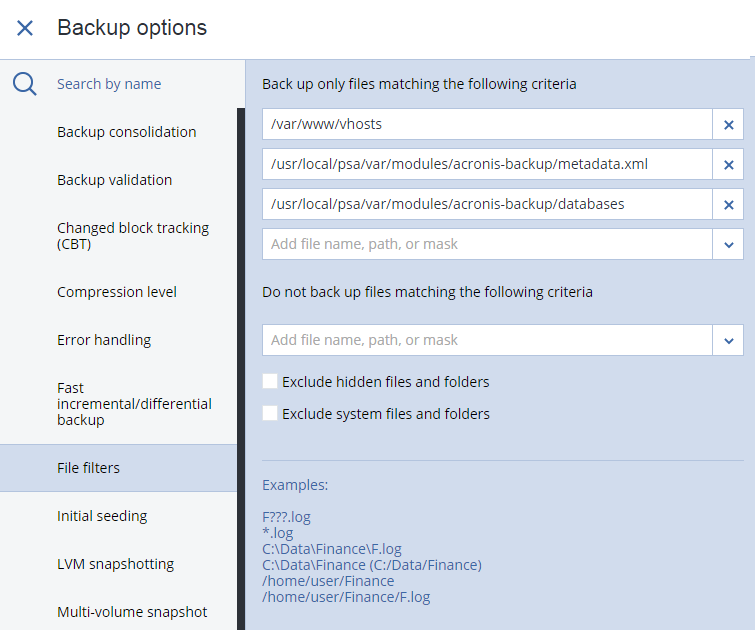 Backup options
Search by name
Backup consolidation
Backup validation
Changed block tracking
(CBT)
Compression level
Error handling
Fast
incremental/differential
backup
File filters
Initial seeding
LVM snapshotting
Multi-volume snapshot
Back up only files matching the following criteria
/var/www/vhosts
/usr/local/psa/var/modules/acronis-backup/metadata.xml
/usr/local/psa/var/modules/acronis-backup/databases
Add file name, path, or mask
Do not back up files matching the following criteria
Add file name, path, or mask
Exclude hidden files and folders
Exclude system files and folders
Examples:
F???.log
*.log
C:\Data\Finance\F.log
C:\Data\Finance (C:/Data/Finance)
/home/user/Finance
/home/user/Finance/F.log